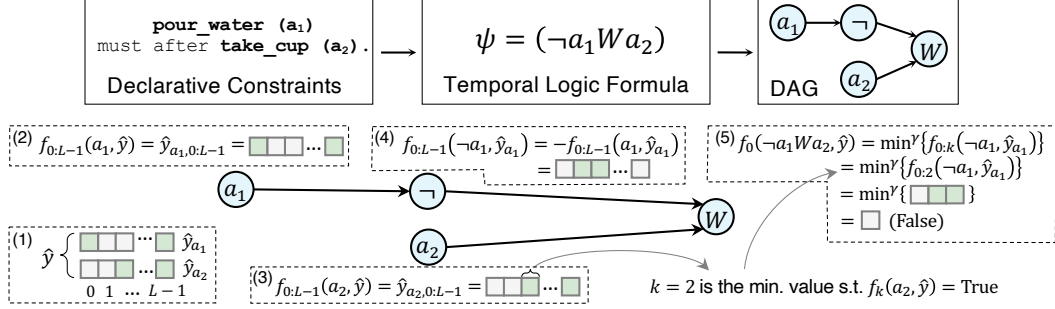 pour_water (a₁)
must after take_cup (a₂).
Declarative Constraints
ψ = (¬a₁Wa₂)
Temporal Logic Formula
a₁ ¬ W a₂
DAG
(2) f₀:L−1(a₁, ŷ) = ŷa₁,0:L−1 = ...
(4) f₀:L−1(¬a₁, ŷa₁) = −f₀:L−1(a₁, ŷa₁)
= ...
(5) f₀(¬a₁Wa₂, ŷ) = minᵞ{f₀:k(¬a₁, ŷa₁)}
= minᵞ{f₀:2(¬a₁, ŷa₁)}
= minᵞ{ }
= (False)
a₁ ¬ W
a₂
(1) ŷ { ... ŷa₁
... ŷa₂
0 1 ... L − 1
(3) f₀:L−1(a₂, ŷ) = ŷa₂,0:L−1 = ...
k = 2 is the min. value s.t. fₖ(a₂, ŷ) = True